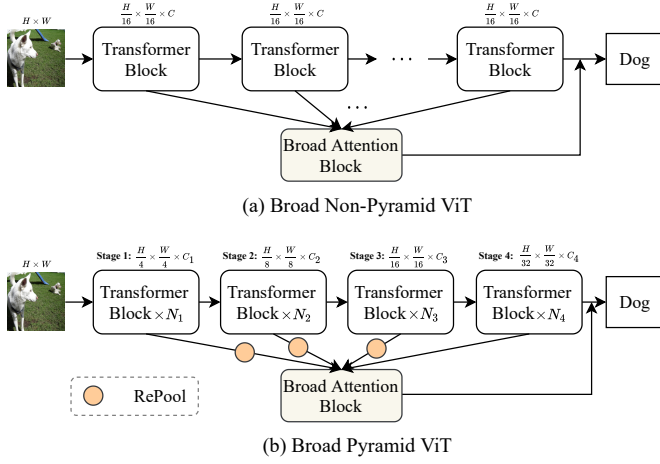 H × W
H/16 × W/16 × C
H/16 × W/16 × C
H/16 × W/16 × C
Transformer
Block
Transformer
Block
...
Transformer
Block
Dog
...
Broad Attention
Block
(a) Broad Non-Pyramid ViT
H × W
Stage 1: H/4 × W/4 × C₁
Stage 2: H/8 × W/8 × C₂
Stage 3: H/16 × W/16 × C₃
Stage 4: H/32 × W/32 × C₄
Transformer
Block×N₁
Transformer
Block×N₂
Transformer
Block×N₃
Transformer
Block×N₄
Dog
RePool
Broad Attention
Block
(b) Broad Pyramid ViT